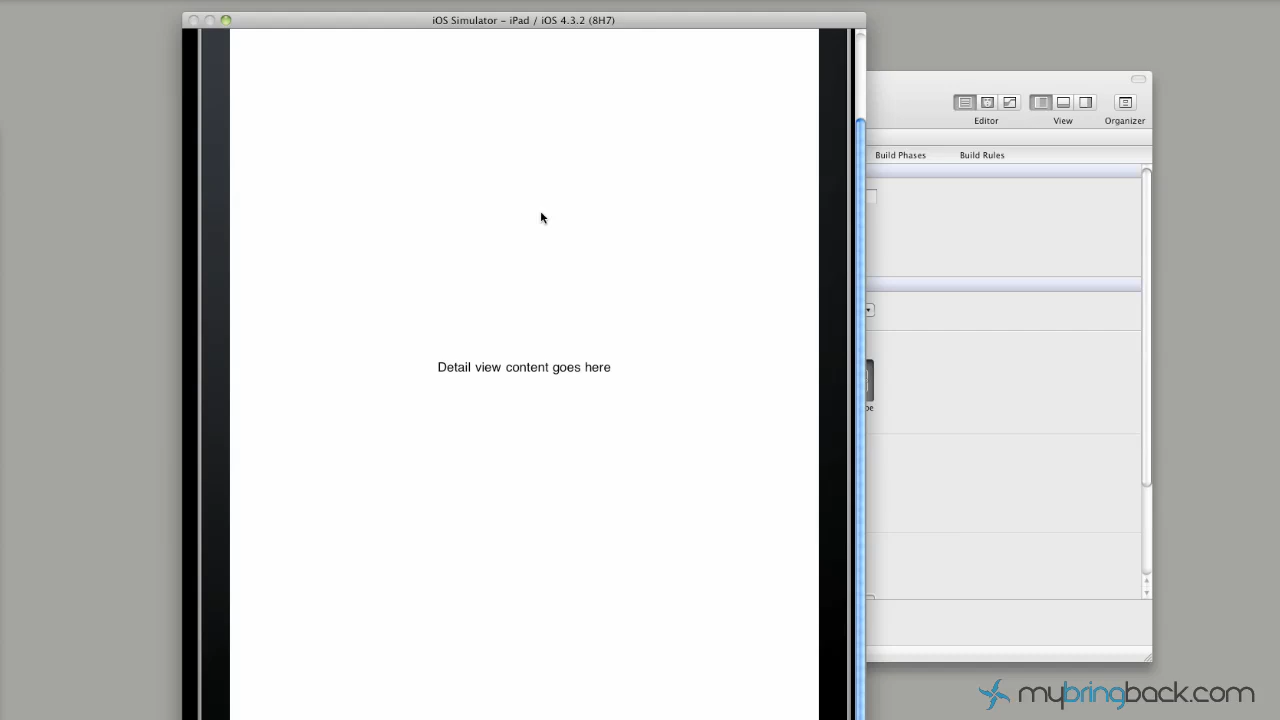 iOS Simulator – iPad / iOS 4.3.2 (8H7)
Editor
View
Organizer
Build Phases
Build Rules
Detail view content goes here
mybringback.com